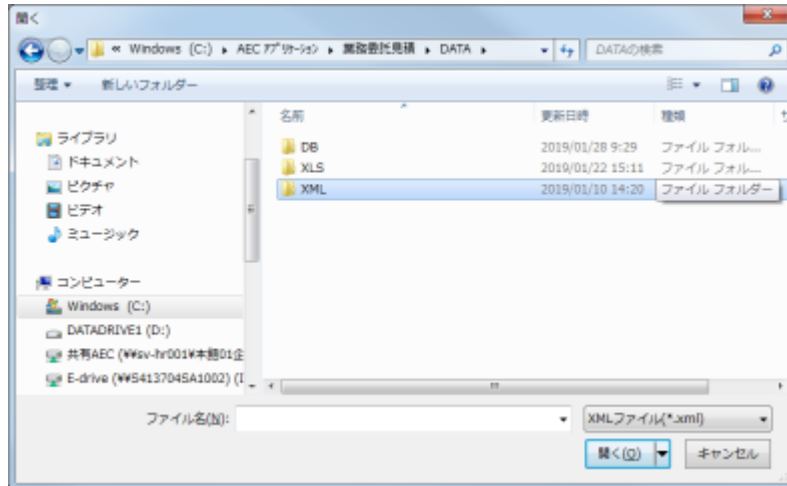 開く
« Windows (C:) ▸ AEC アプリケーション ▸ 業務委託見積 ▸ DATA ▸
DATAの検索
整理 ▼ 新しいフォルダー
名前 更新日時 種類 サ
ライブラリ
ドキュメント
ピクチャ
ビデオ
ミュージック
コンピューター
Windows (C:)
DATADRIVE1 (D:)
共有AEC (¥¥sv-hr001¥本館01企
E-drive (¥¥54137045A1002) (I
DB 2019/01/28 9:29 ファイル フォル...
XLS 2019/01/22 15:11 ファイル フォル...
XML 2019/01/10 14:20 ファイル フォルダー
ファイル名(N):
XMLファイル(*.xml)
開く(O)
キャンセル